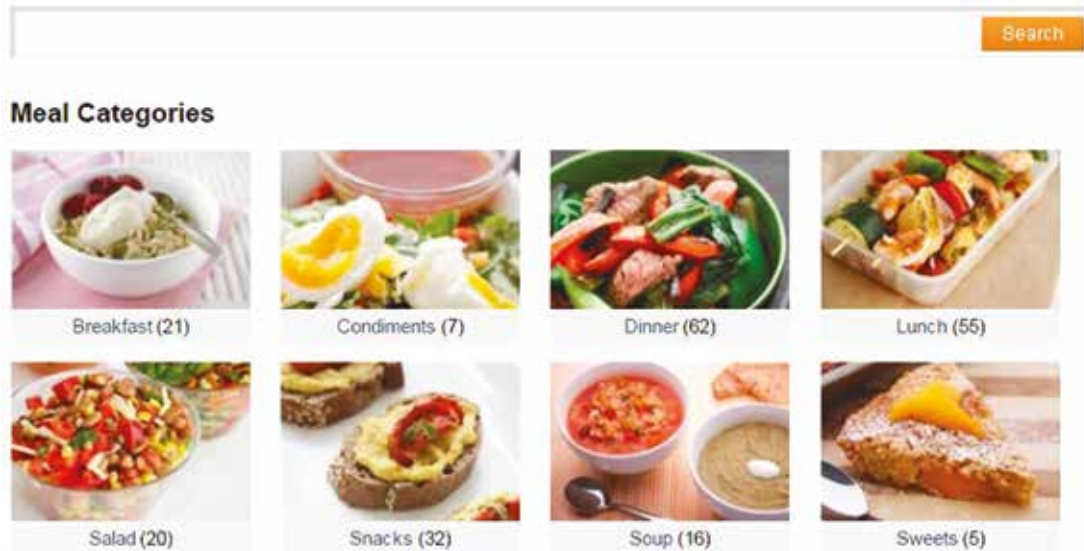 Search
Meal Categories
Breakfast (21)
Condiments (7)
Dinner (62)
Lunch (55)
Salad (20)
Snacks (32)
Soup (16)
Sweets (5)